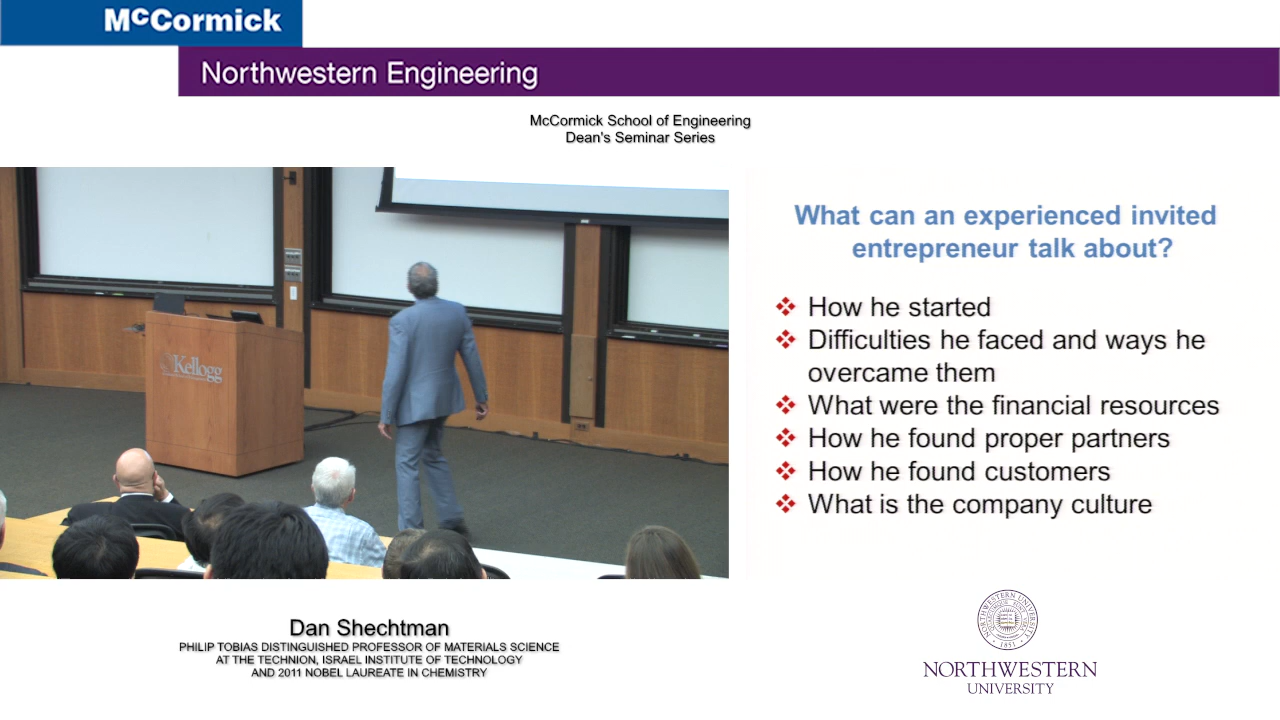 McCormick
Northwestern Engineering
McCormick School of Engineering
Dean's Seminar Series
Kellogg
What can an experienced invited
entrepreneur talk about?
How he started
Difficulties he faced and ways he
overcame them
What were the financial resources
How he found proper partners
How he found customers
What is the company culture
Dan Shechtman
PHILIP TOBIAS DISTINGUISHED PROFESSOR OF MATERIALS SCIENCE
AT THE TECHNION, ISRAEL INSTITUTE OF TECHNOLOGY
AND 2011 NOBEL LAUREATE IN CHEMISTRY
1851
NORTHWESTERN
UNIVERSITY